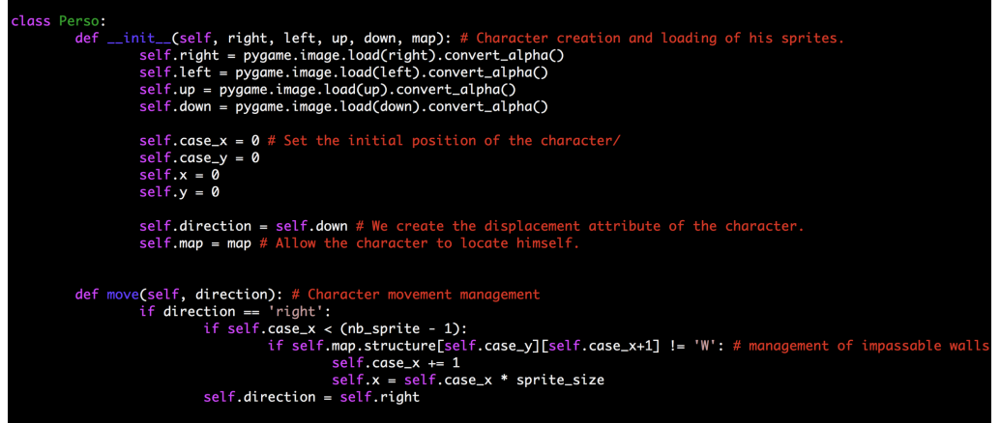 class Perso:
        def __init__(self, right, left, up, down, map): # Character creation and loading of his sprites.
                self.right = pygame.image.load(right).convert_alpha()
                self.left = pygame.image.load(left).convert_alpha()
                self.up = pygame.image.load(up).convert_alpha()
                self.down = pygame.image.load(down).convert_alpha()

                self.case_x = 0 # Set the initial position of the character/
                self.case_y = 0
                self.x = 0
                self.y = 0

                self.direction = self.down # We create the displacement attribute of the character.
                self.map = map # Allow the character to locate himself.


        def move(self, direction): # Character movement management
                if direction == 'right':
                        if self.case_x < (nb_sprite - 1):
                                if self.map.structure[self.case_y][self.case_x+1] != 'W': # management of impassable walls
                                        self.case_x += 1
                                        self.x = self.case_x * sprite_size
                        self.direction = self.right